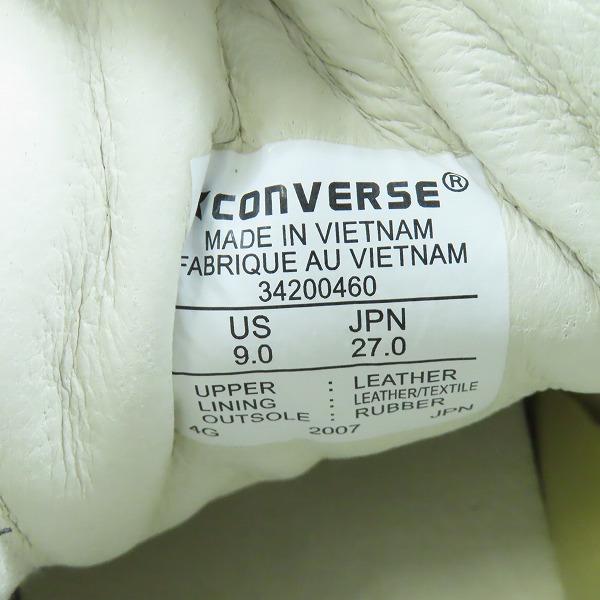 CONVERSE®
MADE IN VIETNAM
FABRIQUE AU VIETNAM
34200460
US JPN
9.0 27.0
UPPER : LEATHER
LINING : LEATHER/TEXTILE
OUTSOLE : RUBBER
4G 2007 JPN